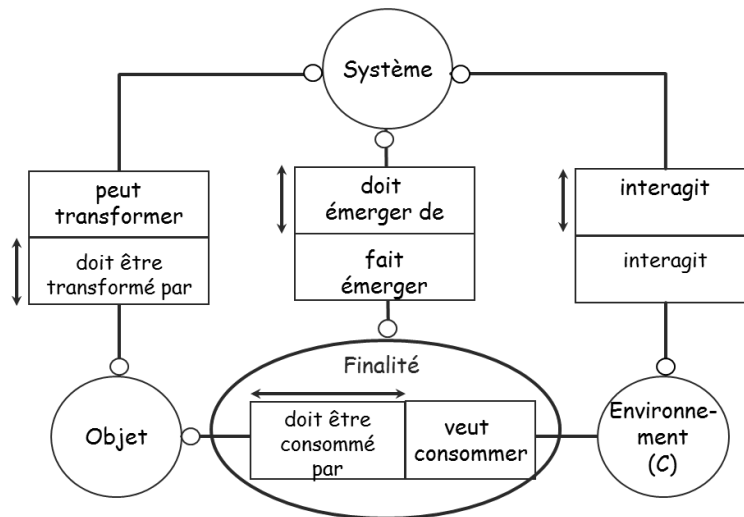 Système
peut
transformer
doit être
transformé par
doit
émerger de
fait
émerger
interagit
interagit
Finalité
Objet
doit être
consommé
par
veut
consommer
Environne-
ment
(C)